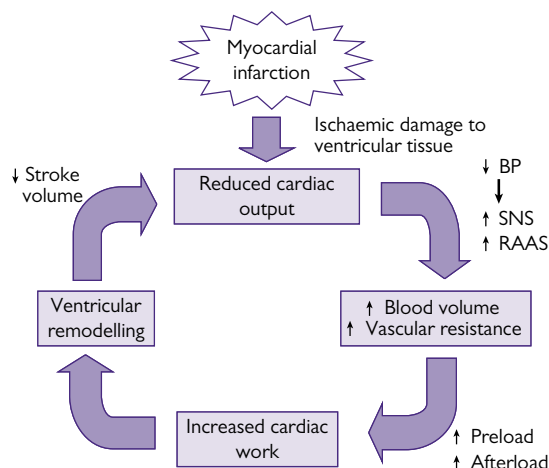 Myocardial
infarction
Ischaemic damage to
ventricular tissue
↓ Stroke
volume
Reduced cardiac
output
↓ BP
↓
↑ SNS
↑ RAAS
Ventricular
remodelling
↑ Blood volume
↑ Vascular resistance
Increased cardiac
work
↑ Preload
↑ Afterload